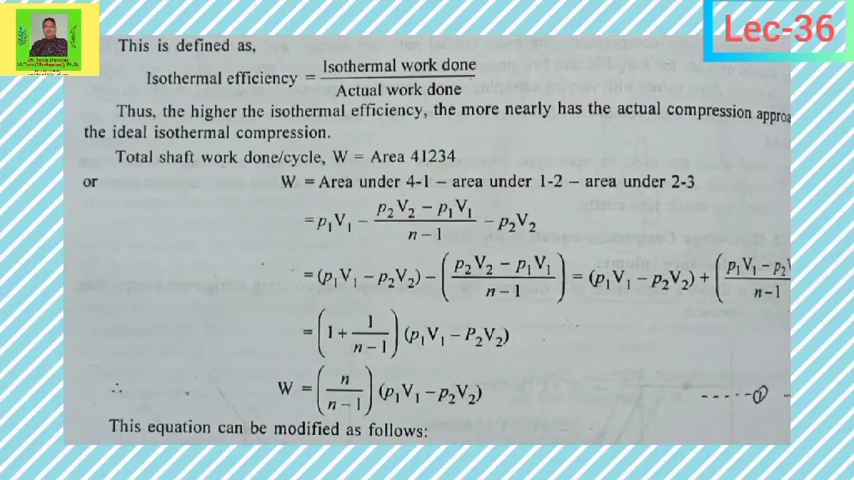 Lec-36
This is defined as,
Isothermal efficiency = Isothermal work done / Actual work done
Thus, the higher the isothermal efficiency, the more nearly has the actual compression approa
the ideal isothermal compression.
Total shaft work done/cycle, W = Area 41234
or W = Area under 4-1 – area under 1-2 – area under 2-3
= p₁V₁ – (p₂V₂ – p₁V₁)/(n – 1) – p₂V₂
= (p₁V₁ – p₂V₂) – ((p₂V₂ – p₁V₁)/(n – 1)) = (p₁V₁ – p₂V₂) + ((p₁V₁ – p₂V)/(n–1)
= (1 + 1/(n – 1)) (p₁V₁ – P₂V₂)
∴ W = (n/(n – 1)) (p₁V₁ – p₂V₂) -----①
This equation can be modified as follows: